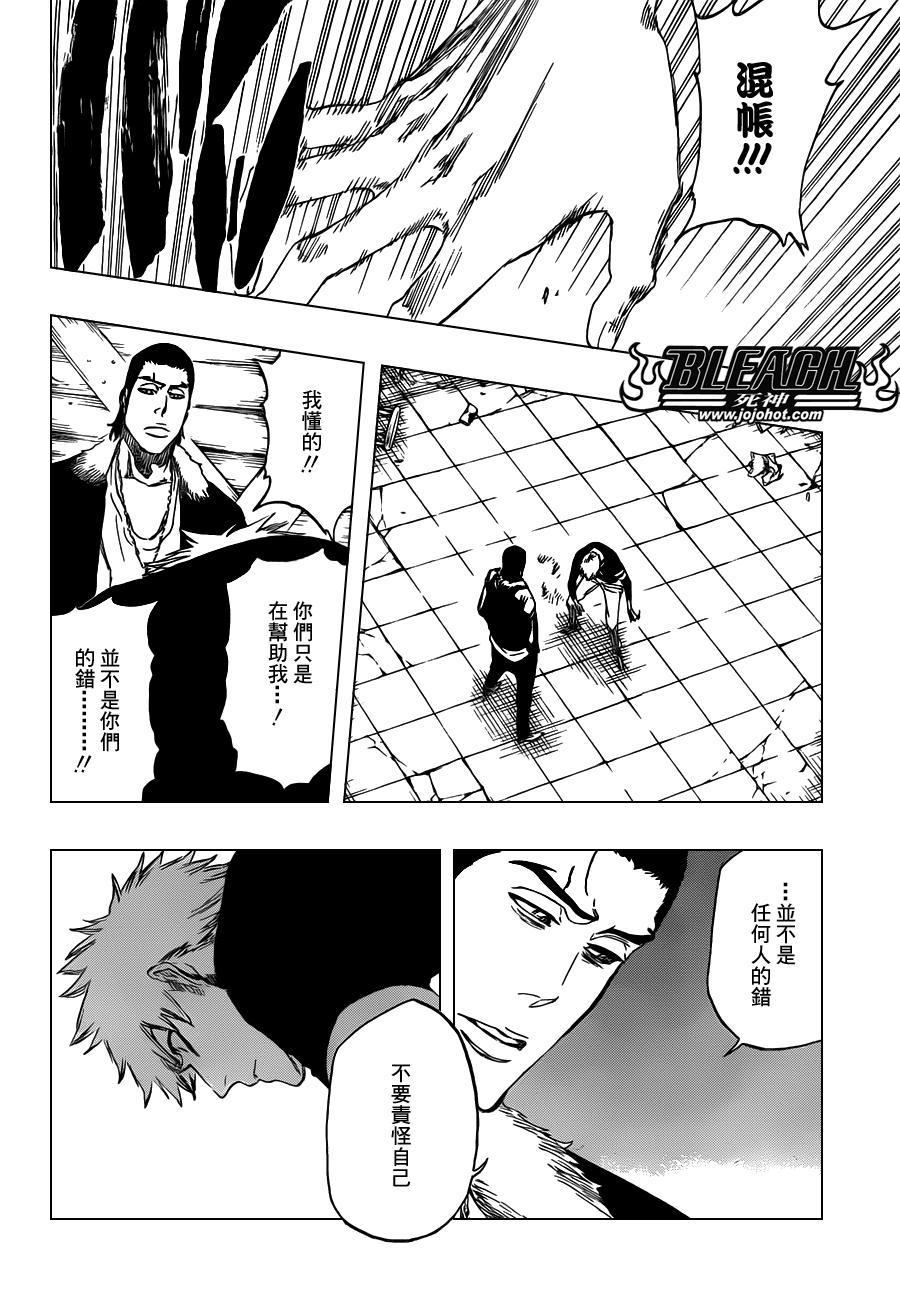 混帳!!!
BLEACH
死神
www.jojohot.com
我懂的!!
你們只是
在幫助我…!
並不是你們
的錯………!!
…並不是
任何人的錯
不要責怪自己